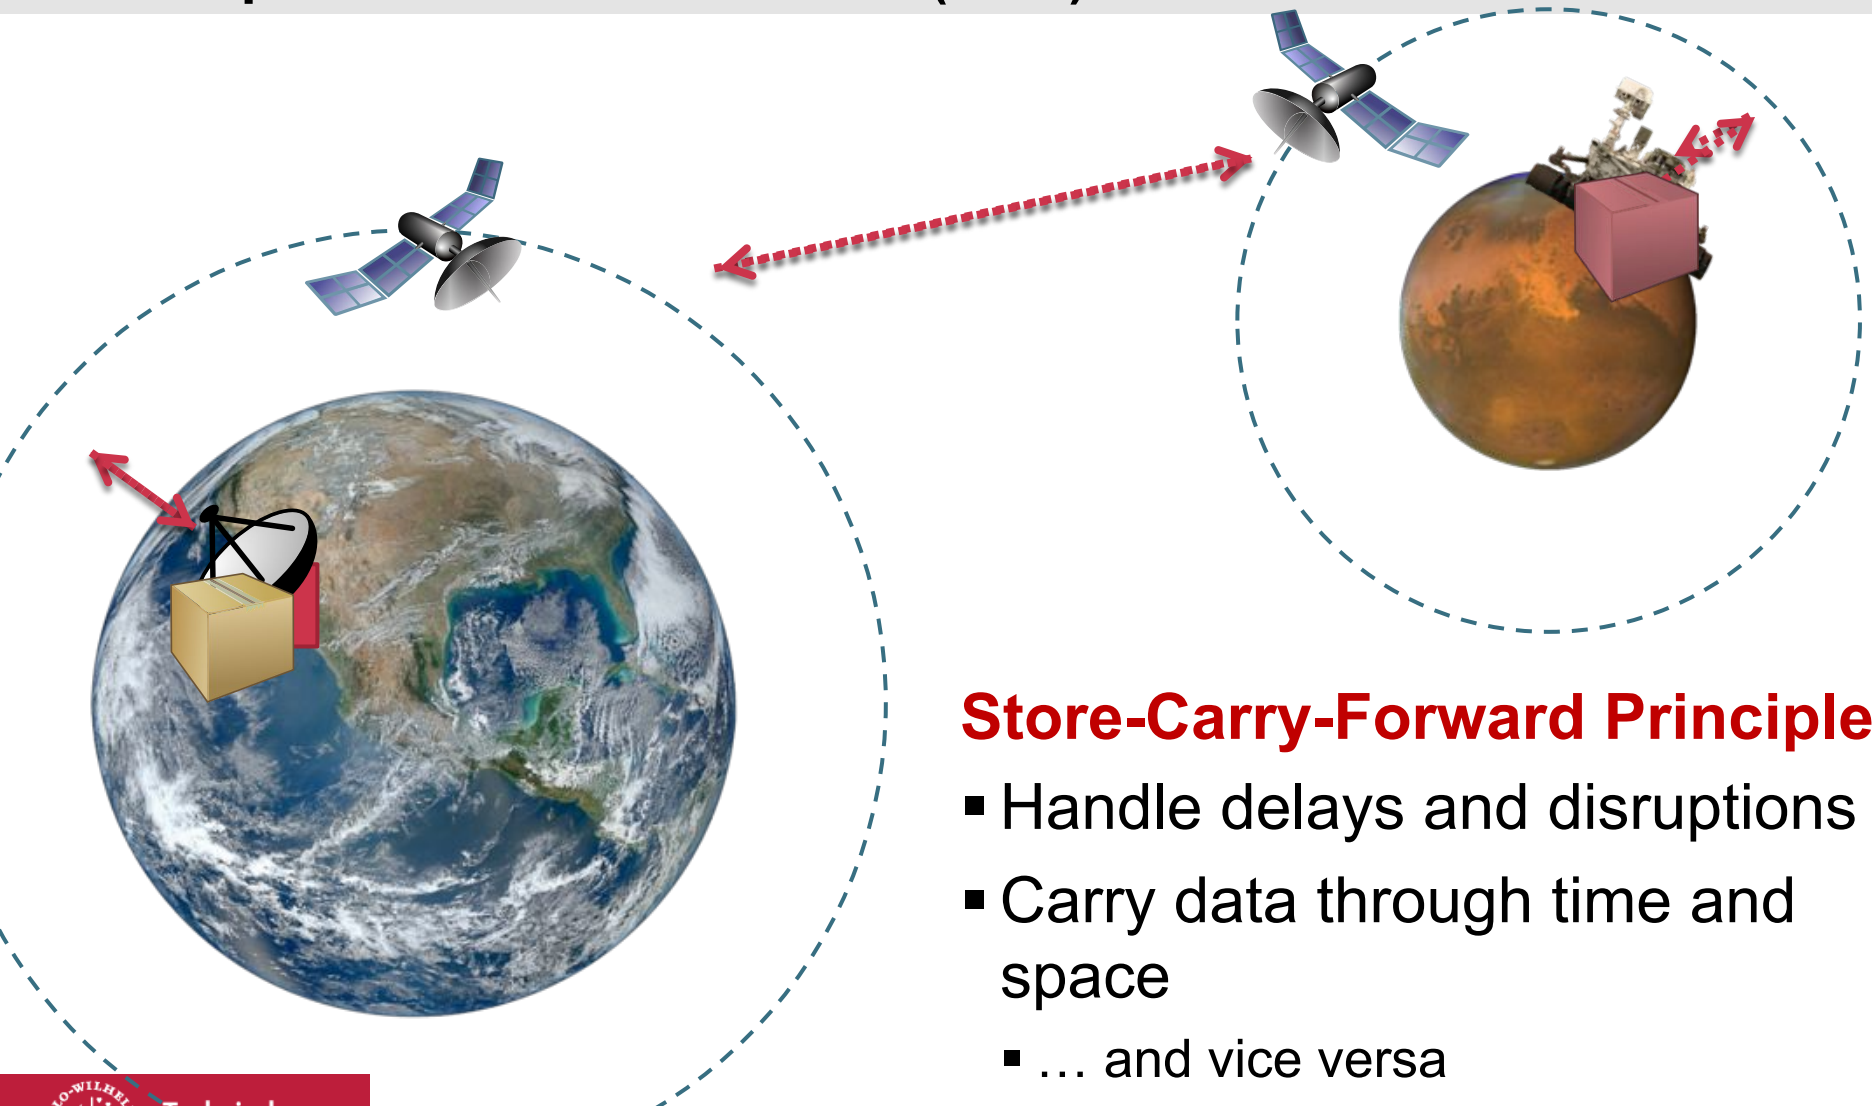 Store-Carry-Forward Principle
▪ Handle delays and disruptions
▪ Carry data through time and
space
▪ … and vice versa